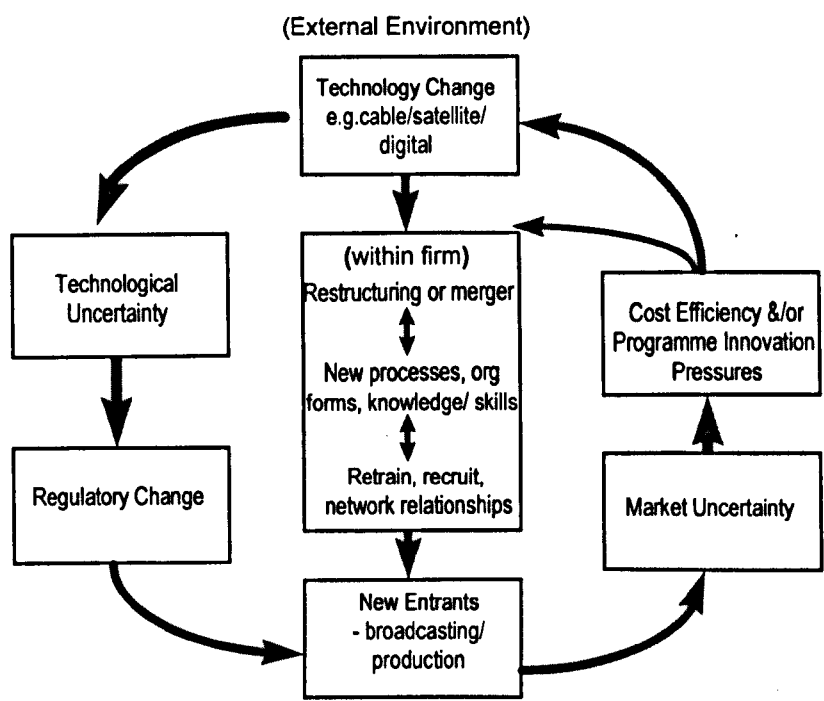 (External Environment)
Technology Change
e.g.cable/satellite/
digital
Technological
Uncertainty
Regulatory Change
(within firm)
Restructuring or merger
New processes, org
forms, knowledge/ skills
Retrain, recruit,
network relationships
New Entrants
- broadcasting/
production
Cost Efficiency &/or
Programme Innovation
Pressures
Market Uncertainty